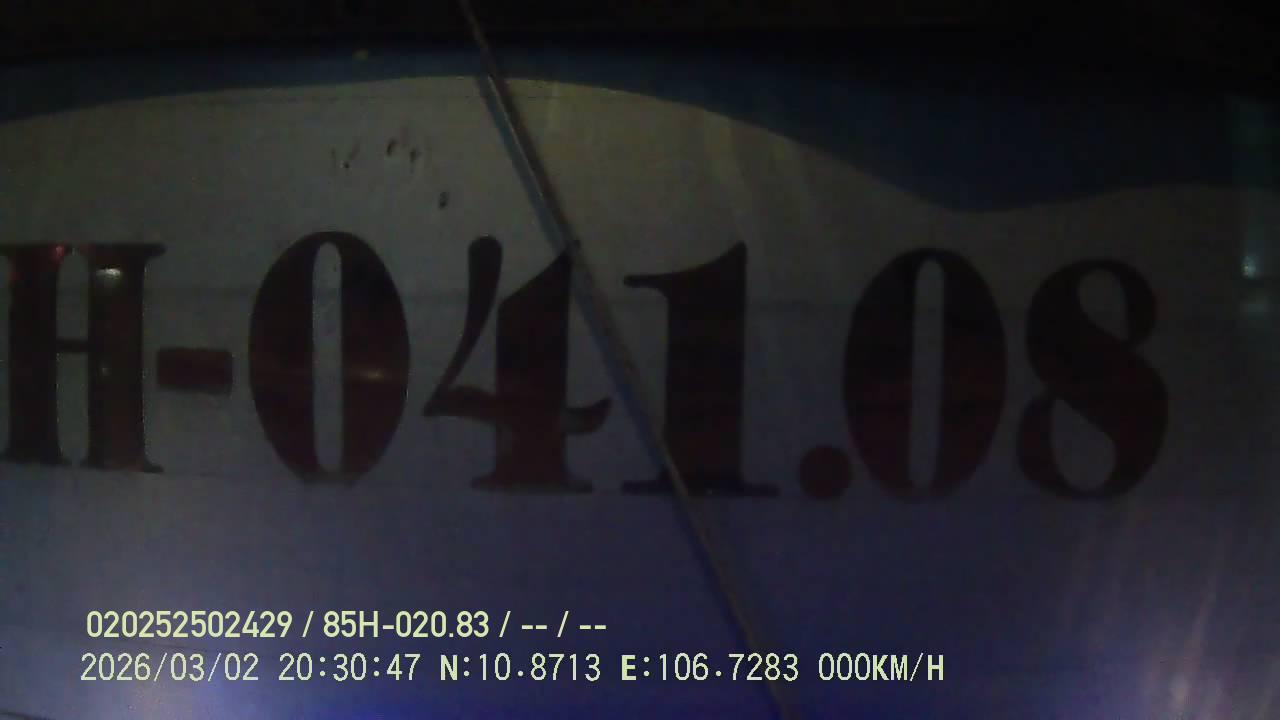 H-041.08
020252502429 / 85H-020.83 / -- / --
2026/03/02 20:30:47 N:10.8713 E:106.7283 000KM/H